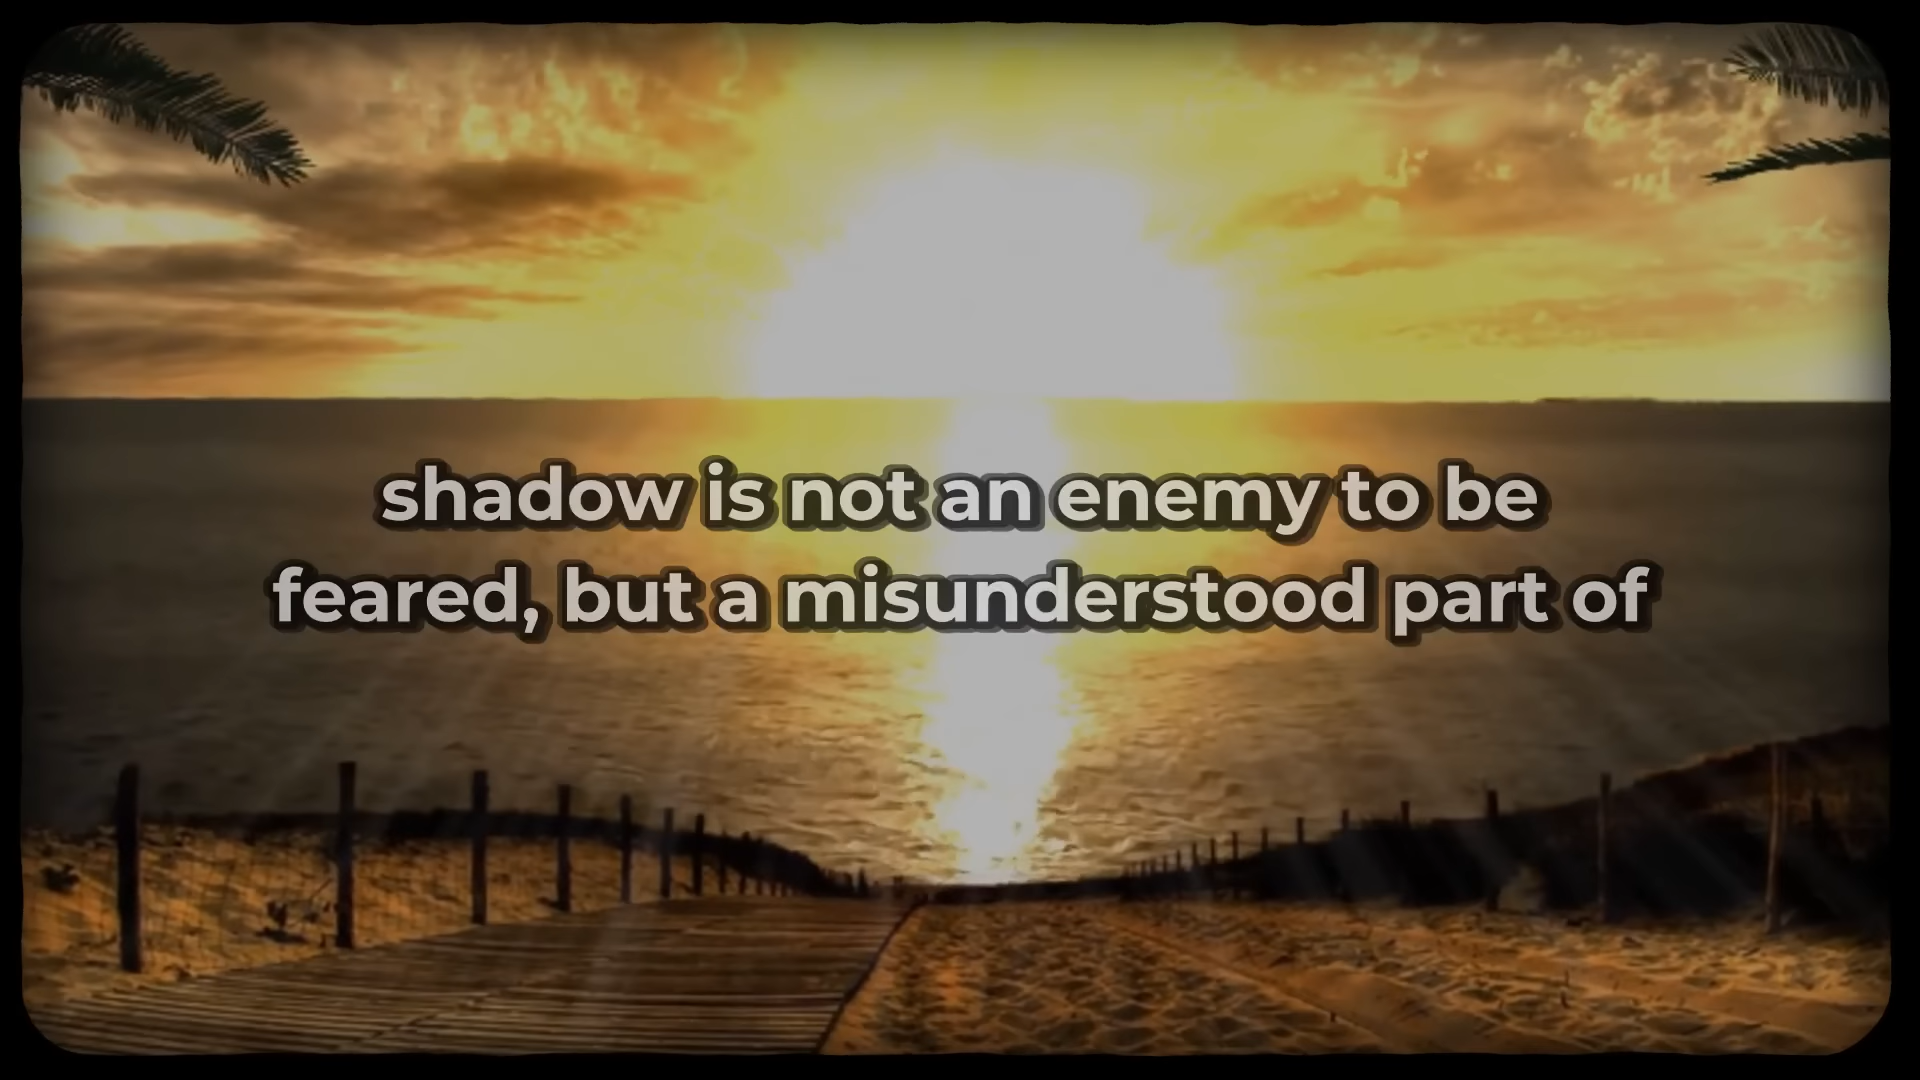 shadow is not an enemy to be
feared, but a misunderstood part of